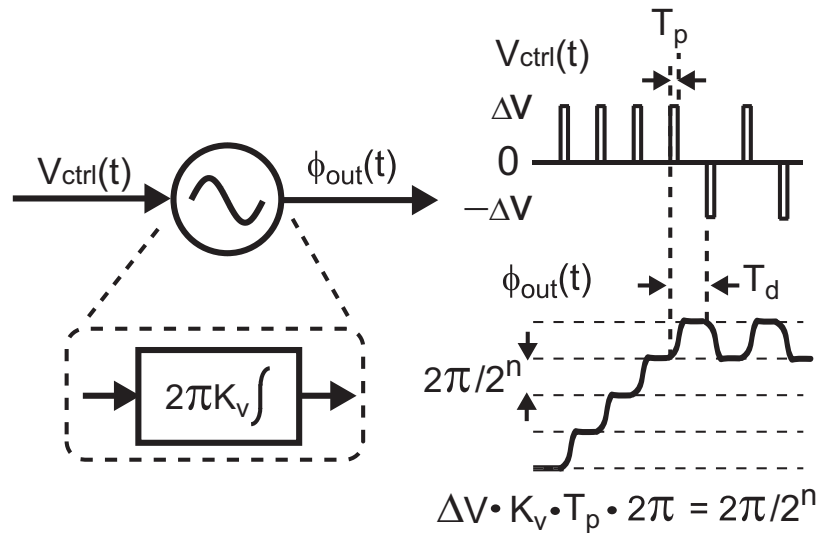 T_p
V_ctrl(t)
ΔV
0
−ΔV
V_ctrl(t)
ϕ_out(t)
ϕ_out(t)
T_d
2π/2^n
2πK_v∫
ΔV·K_v·T_p·2π = 2π/2^n